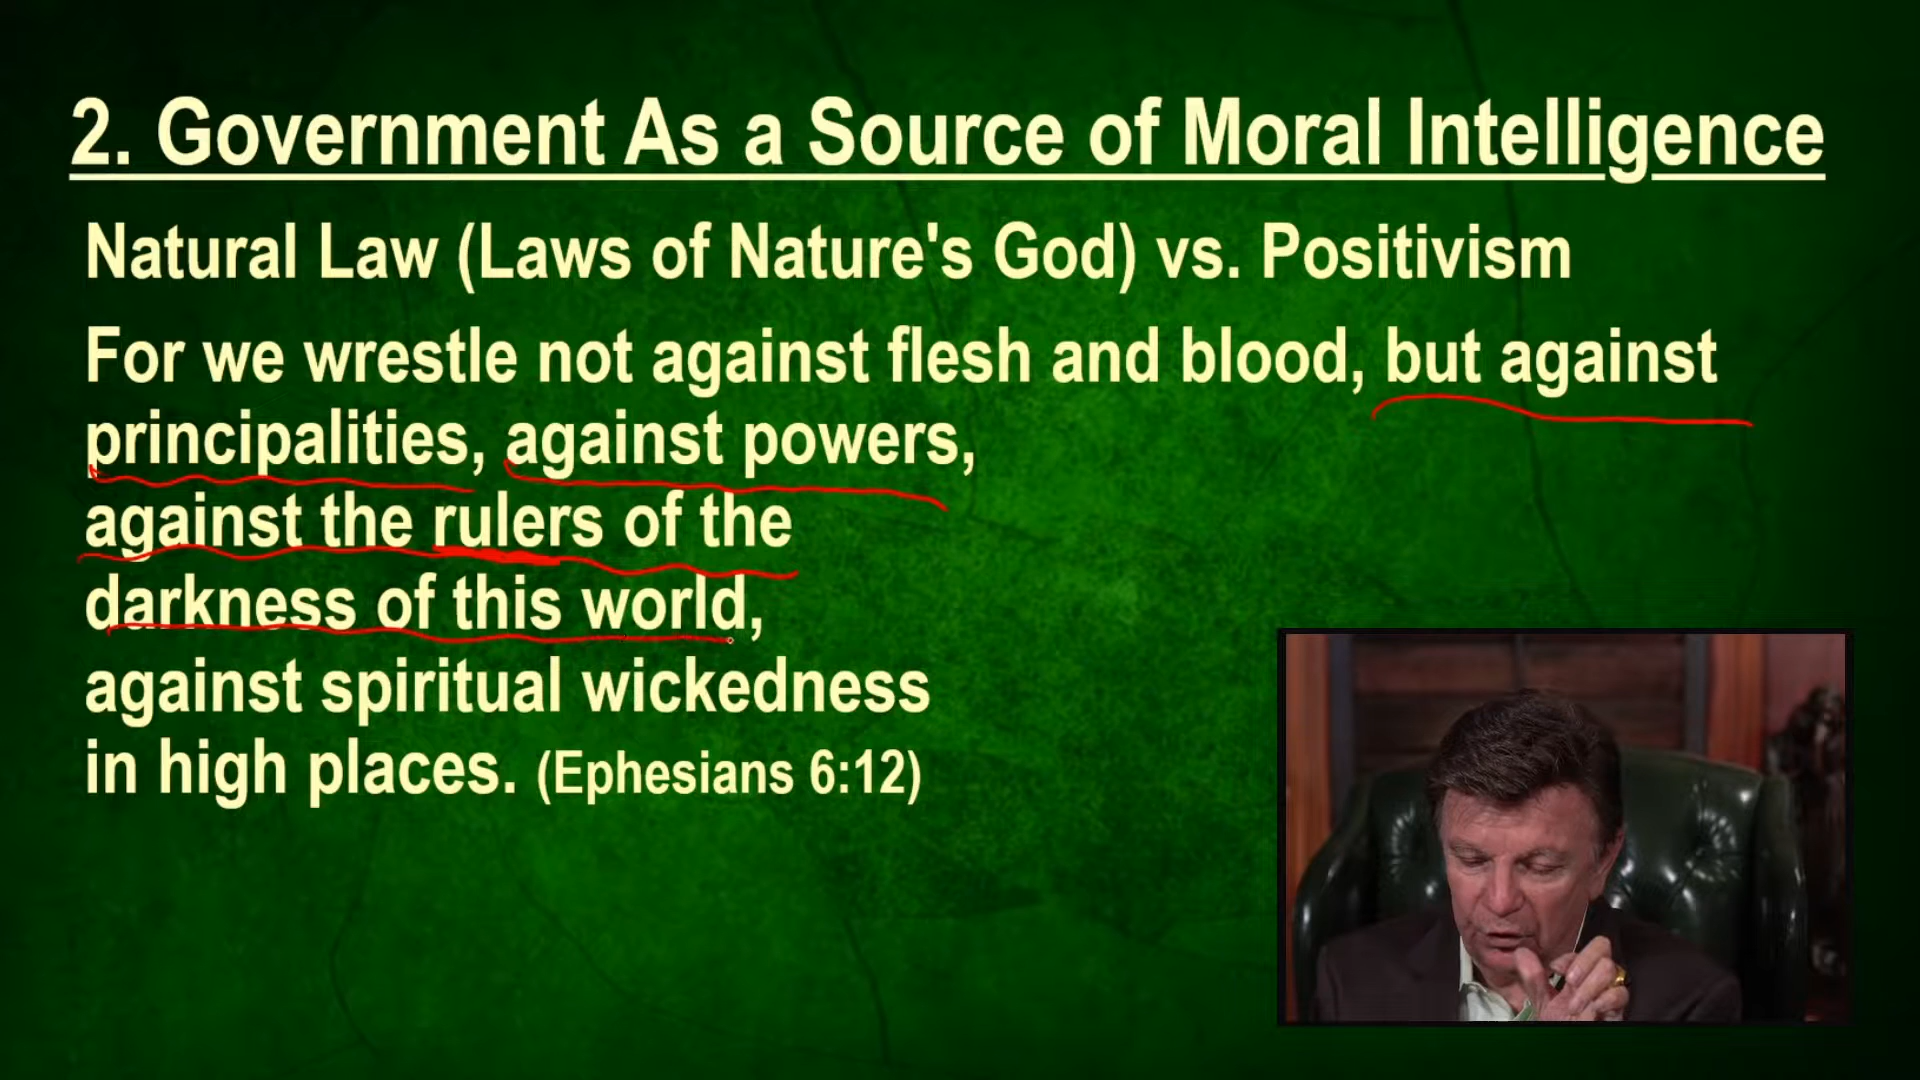 2. Government As a Source of Moral Intelligence
Natural Law (Laws of Nature's God) vs. Positivism
For we wrestle not against flesh and blood, but against
principalities, against powers,
against the rulers of the
darkness of this world,
against spiritual wickedness
in high places. (Ephesians 6:12)